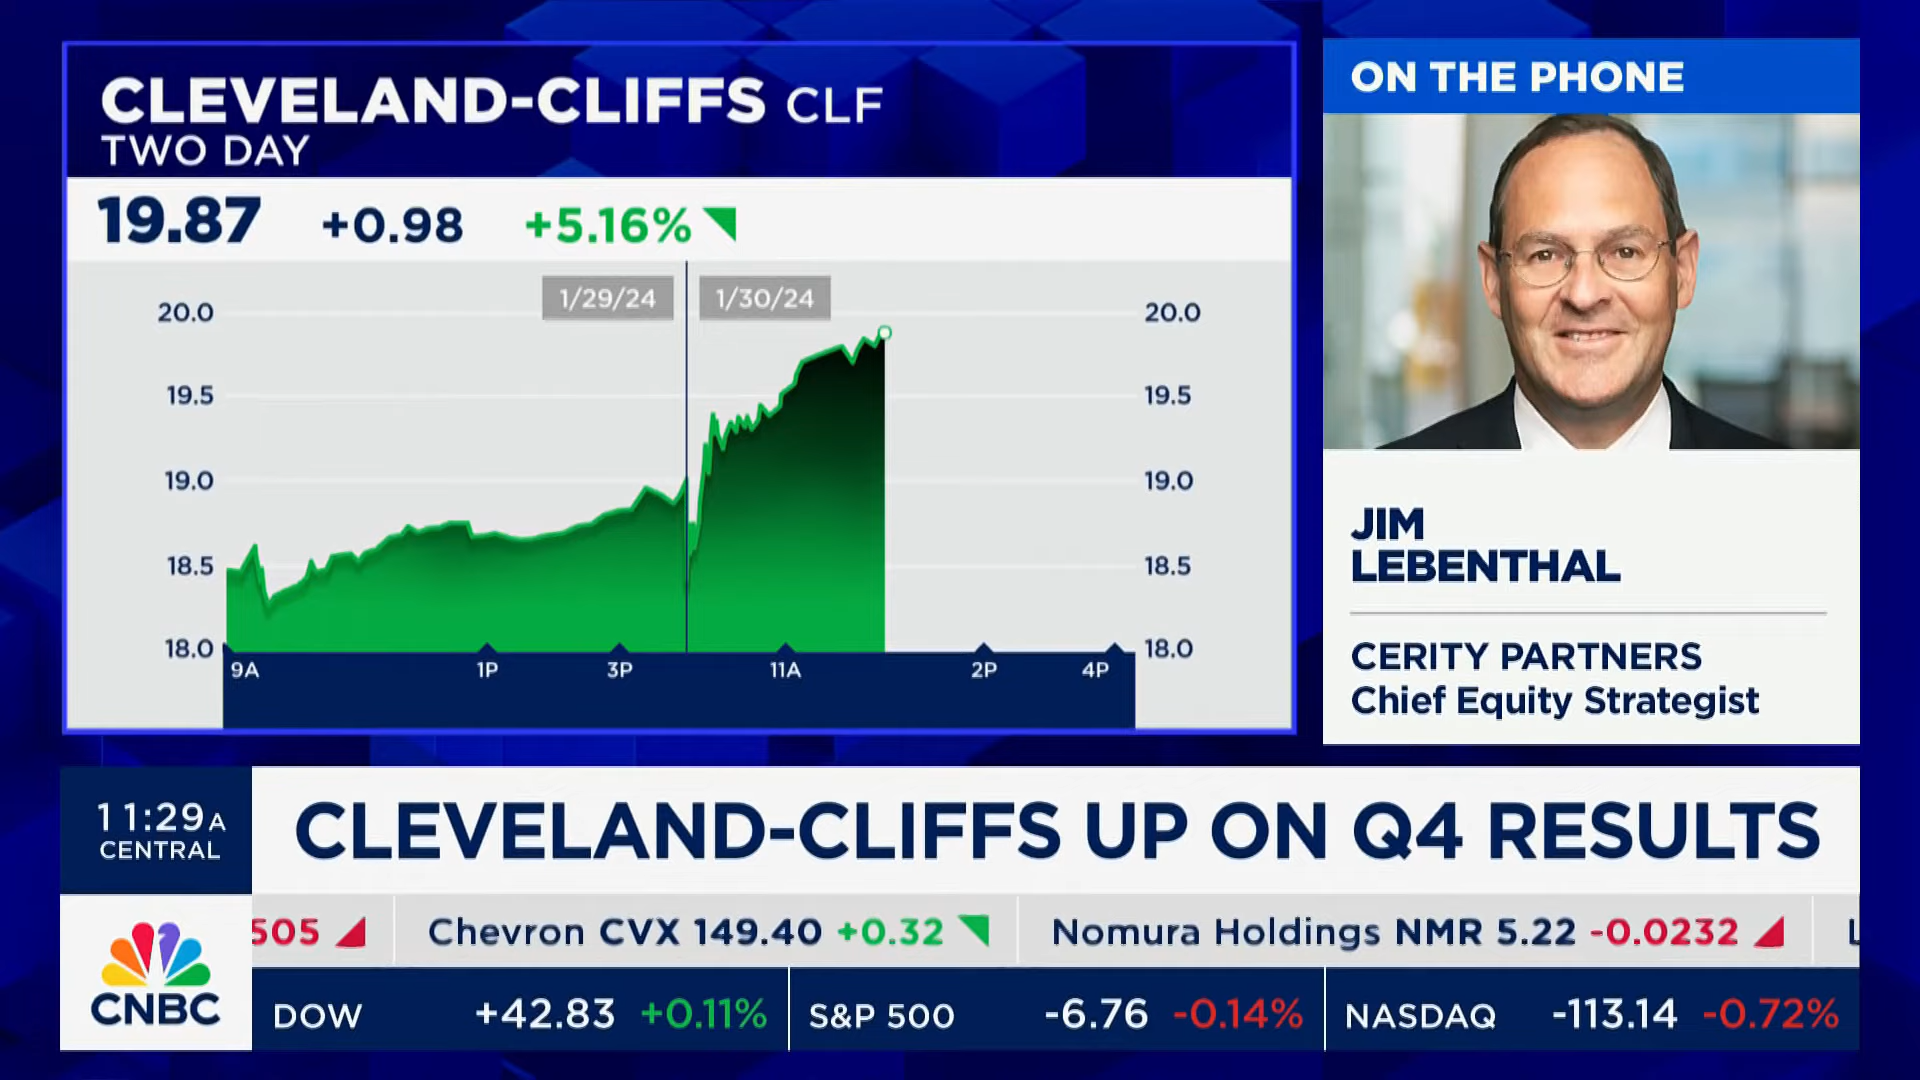 CLEVELAND-CLIFFS CLF
TWO DAY
19.87 +0.98 +5.16%
1/29/24 1/30/24
20.0 20.0
19.5 19.5
19.0 19.0
18.5 18.5
18.0 18.0
9A 1P 3P 11A 2P 4P
ON THE PHONE
JIM
LEBENTHAL
CERITY PARTNERS
Chief Equity Strategist
11:29A
CENTRAL
CLEVELAND-CLIFFS UP ON Q4 RESULTS
505 Chevron CVX 149.40 +0.32 Nomura Holdings NMR 5.22 -0.0232 L
CNBC
DOW +42.83 +0.11% S&P 500 -6.76 -0.14% NASDAQ -113.14 -0.72%